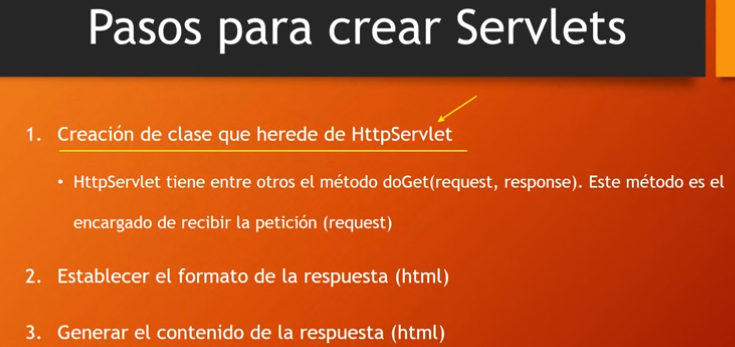 Pasos para crear Servlets
1. Creación de clase que herede de HttpServlet
• HttpServlet tiene entre otros el método doGet(request, response). Este método es el
encargado de recibir la petición (request)
2. Establecer el formato de la respuesta (html)
3. Generar el contenido de la respuesta (html)